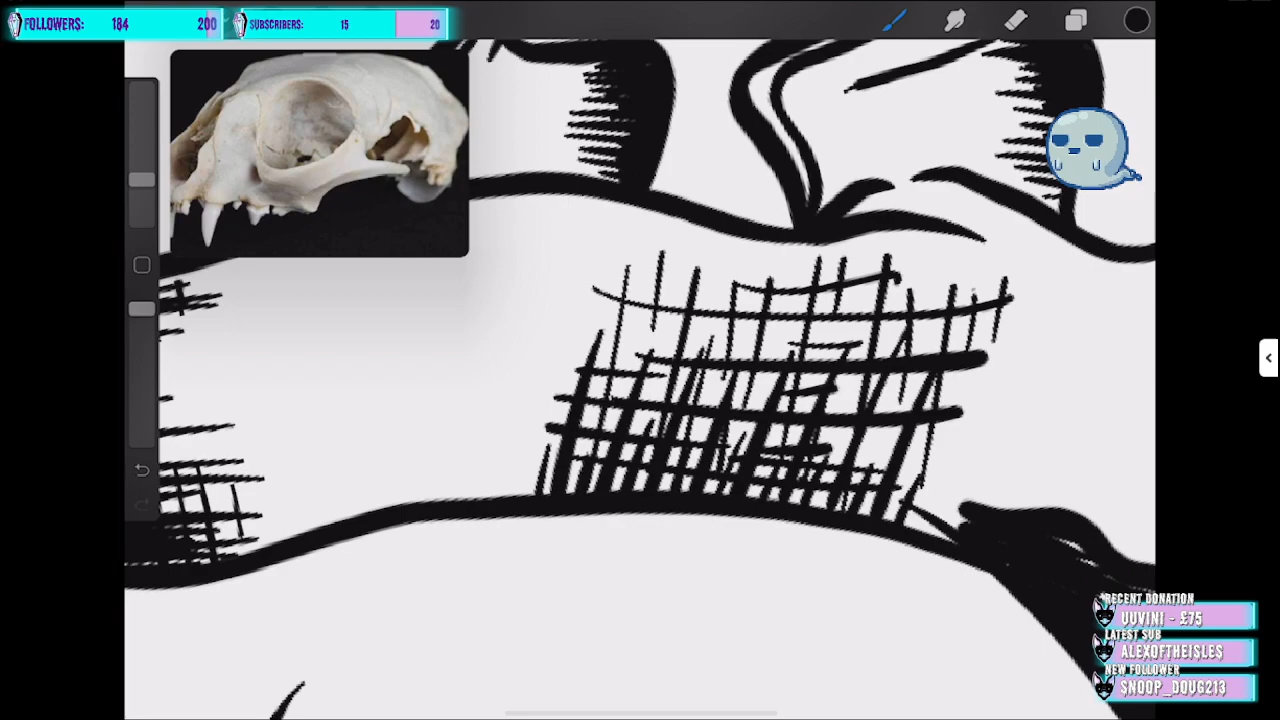 FOLLOWERS: 184 200
SUBSCRIBERS: 15 20
RECENT DONATION
UUVINI - £75
LATEST SUB
ALEXOFTHEISLES
NEW FOLLOWER
SNOOP_DOUG213